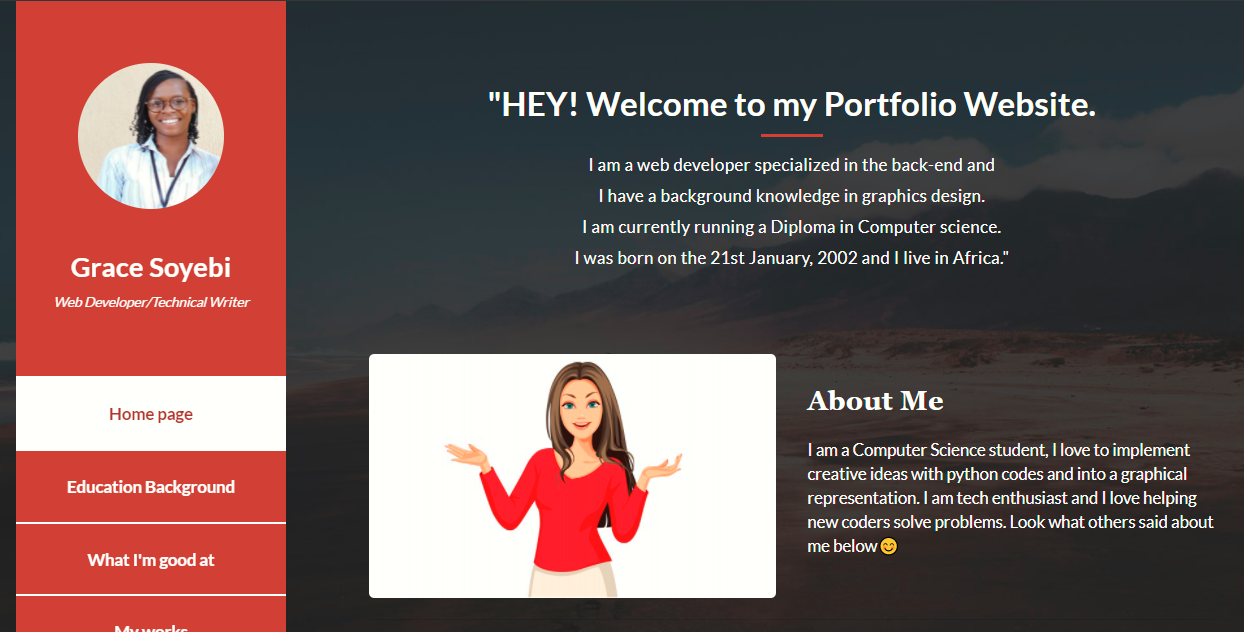 Grace Soyebi
Web Developer/Technical Writer
Home page
Education Background
What I'm good at
My works
"HEY! Welcome to my Portfolio Website.
I am a web developer specialized in the back-end and
I have a background knowledge in graphics design.
I am currently running a Diploma in Computer science.
I was born on the 21st January, 2002 and I live in Africa."
About Me
I am a Computer Science student, I love to implement
creative ideas with python codes and into a graphical
representation. I am tech enthusiast and I love helping
new coders solve problems. Look what others said about
me below😊